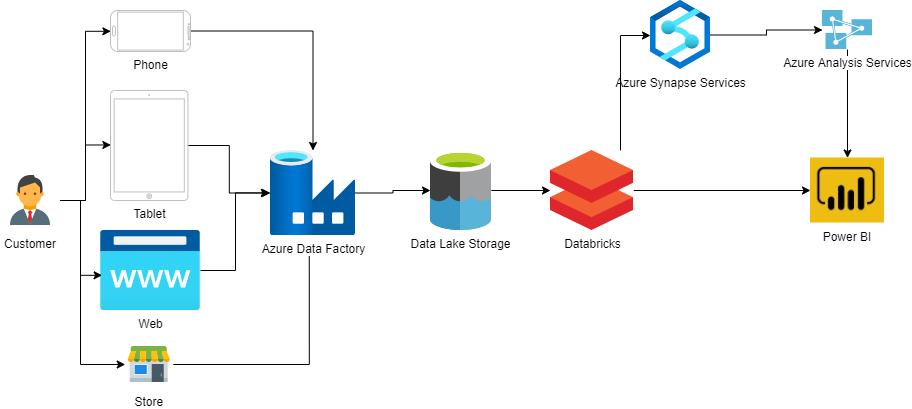 Phone
Tablet
Customer
WWW
Web
Store
Azure Data Factory
Data Lake Storage
Databricks
Azure Synapse Services
Azure Analysis Services
Power BI